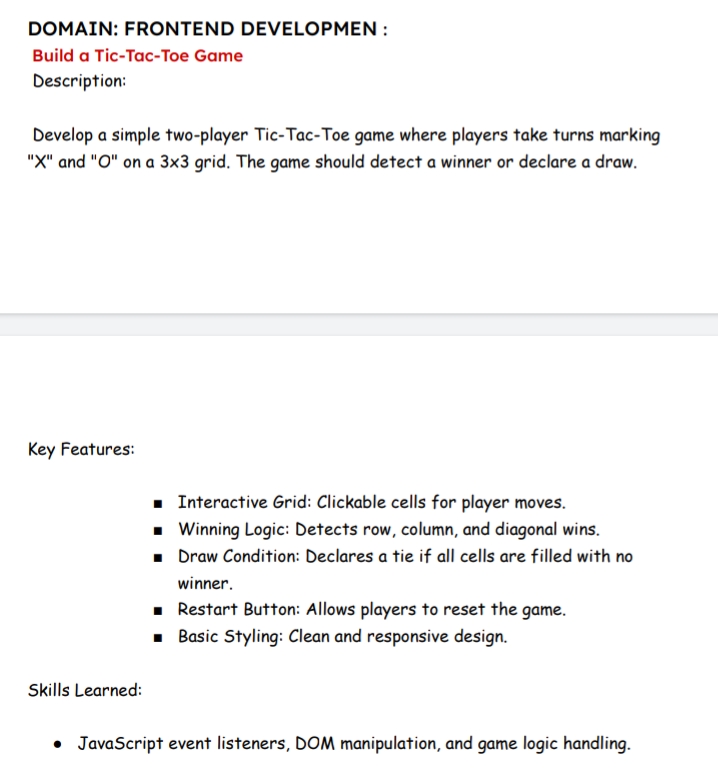 DOMAIN: FRONTEND DEVELOPMEN :
Build a Tic-Tac-Toe Game
Description:
Develop a simple two-player Tic-Tac-Toe game where players take turns marking
"X" and "O" on a 3x3 grid. The game should detect a winner or declare a draw.
Key Features:
▪ Interactive Grid: Clickable cells for player moves.
▪ Winning Logic: Detects row, column, and diagonal wins.
▪ Draw Condition: Declares a tie if all cells are filled with no
winner.
▪ Restart Button: Allows players to reset the game.
▪ Basic Styling: Clean and responsive design.
Skills Learned:
• JavaScript event listeners, DOM manipulation, and game logic handling.